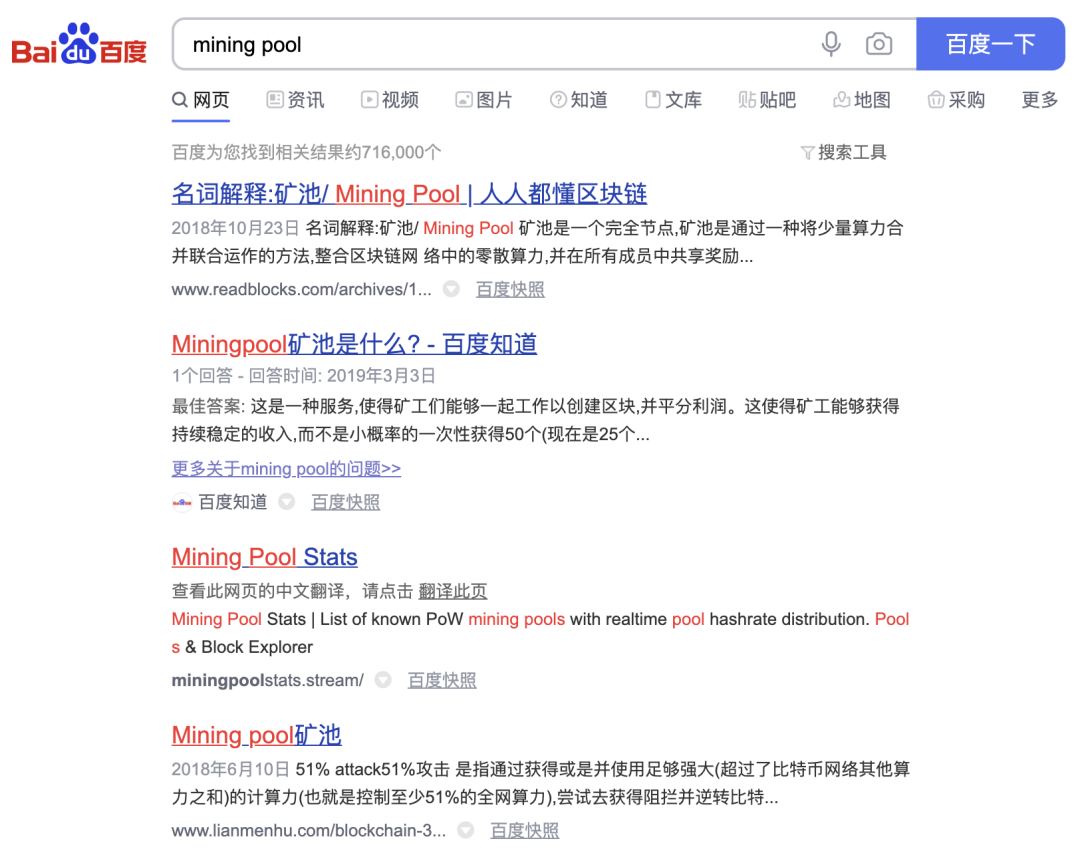 Bai du 百度
mining pool
百度一下
网页 资讯 视频 图片 知道 文库 贴吧 地图 采购 更多
百度为您找到相关结果约716,000个 搜索工具
名词解释:矿池/ Mining Pool | 人人都懂区块链
2018年10月23日 名词解释:矿池/ Mining Pool 矿池是一个完全节点,矿池是通过一种将少量算力合
并联合运作的方法,整合区块链网 络中的零散算力,并在所有成员中共享奖励...
www.readblocks.com/archives/1... 百度快照
Miningpool矿池是什么? - 百度知道
1个回答 - 回答时间: 2019年3月3日
最佳答案: 这是一种服务,使得矿工们能够一起工作以创建区块,并平分利润。这使得矿工能够获得
持续稳定的收入,而不是小概率的一次性获得50个(现在是25个...
更多关于mining pool的问题>>
百度知道 百度快照
Mining Pool Stats
查看此网页的中文翻译，请点击 翻译此页
Mining Pool Stats | List of known PoW mining pools with realtime pool hashrate distribution. Pool
s & Block Explorer
miningpoolstats.stream/ 百度快照
Mining pool矿池
2018年6月10日 51% attack51%攻击 是指通过获得或是并使用足够强大(超过了比特币网络其他算
力之和)的计算力(也就是控制至少51%的全网算力),尝试去获得阻拦并逆转比特...
www.lianmenhu.com/blockchain-3... 百度快照